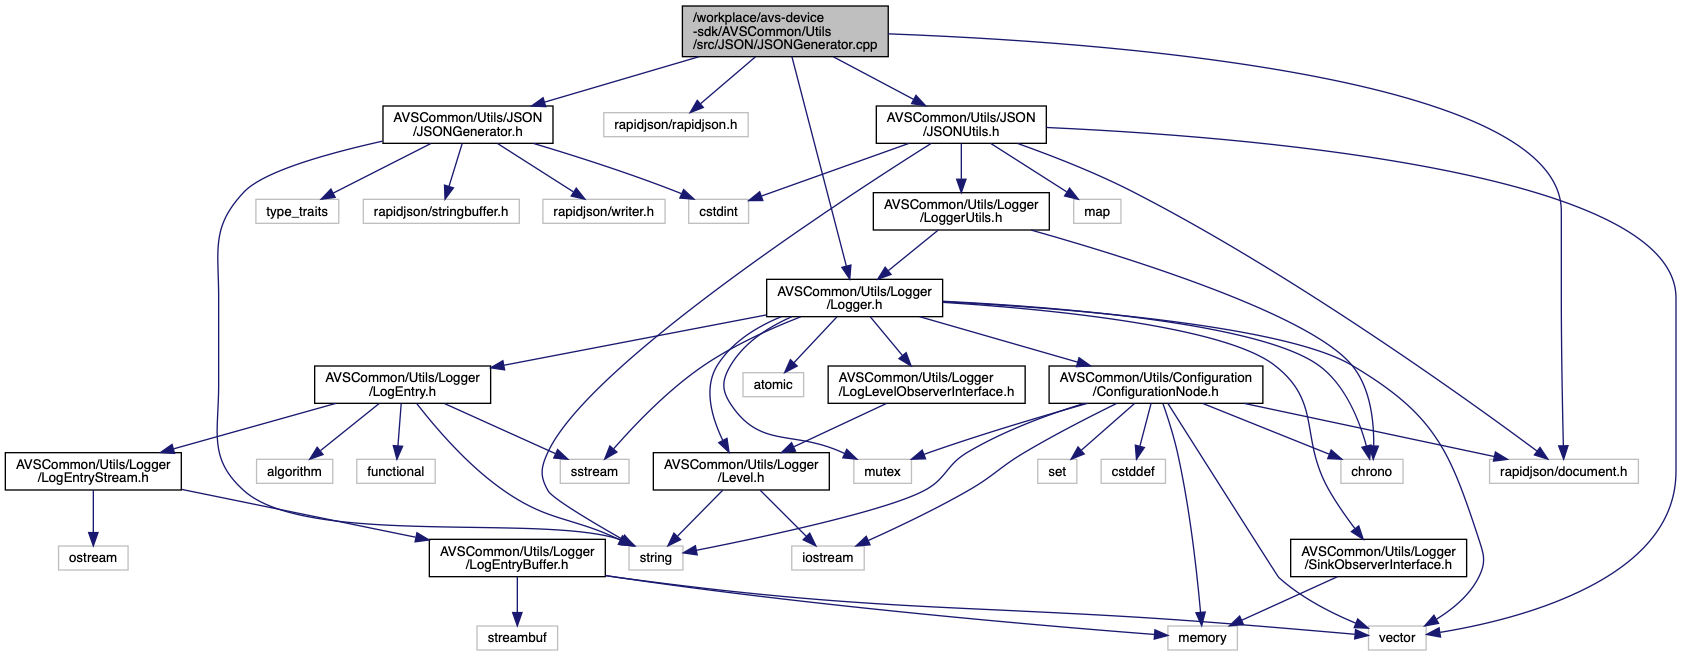 /workplace/avs-device
-sdk/AVSCommon/Utils
/src/JSON/JSONGenerator.cpp
AVSCommon/Utils/JSON
/JSONGenerator.h
rapidjson/rapidjson.h
AVSCommon/Utils/JSON
/JSONUtils.h
type_traits
rapidjson/stringbuffer.h
rapidjson/writer.h
cstdint
AVSCommon/Utils/Logger
/LoggerUtils.h
map
AVSCommon/Utils/Logger
/Logger.h
AVSCommon/Utils/Logger
/LogEntry.h
atomic
AVSCommon/Utils/Logger
/LogLevelObserverInterface.h
AVSCommon/Utils/Configuration
/ConfigurationNode.h
AVSCommon/Utils/Logger
/LogEntryStream.h
algorithm
functional
sstream
AVSCommon/Utils/Logger
/Level.h
mutex
set
cstddef
chrono
rapidjson/document.h
ostream
AVSCommon/Utils/Logger
/LogEntryBuffer.h
string
iostream
AVSCommon/Utils/Logger
/SinkObserverInterface.h
streambuf
memory
vector